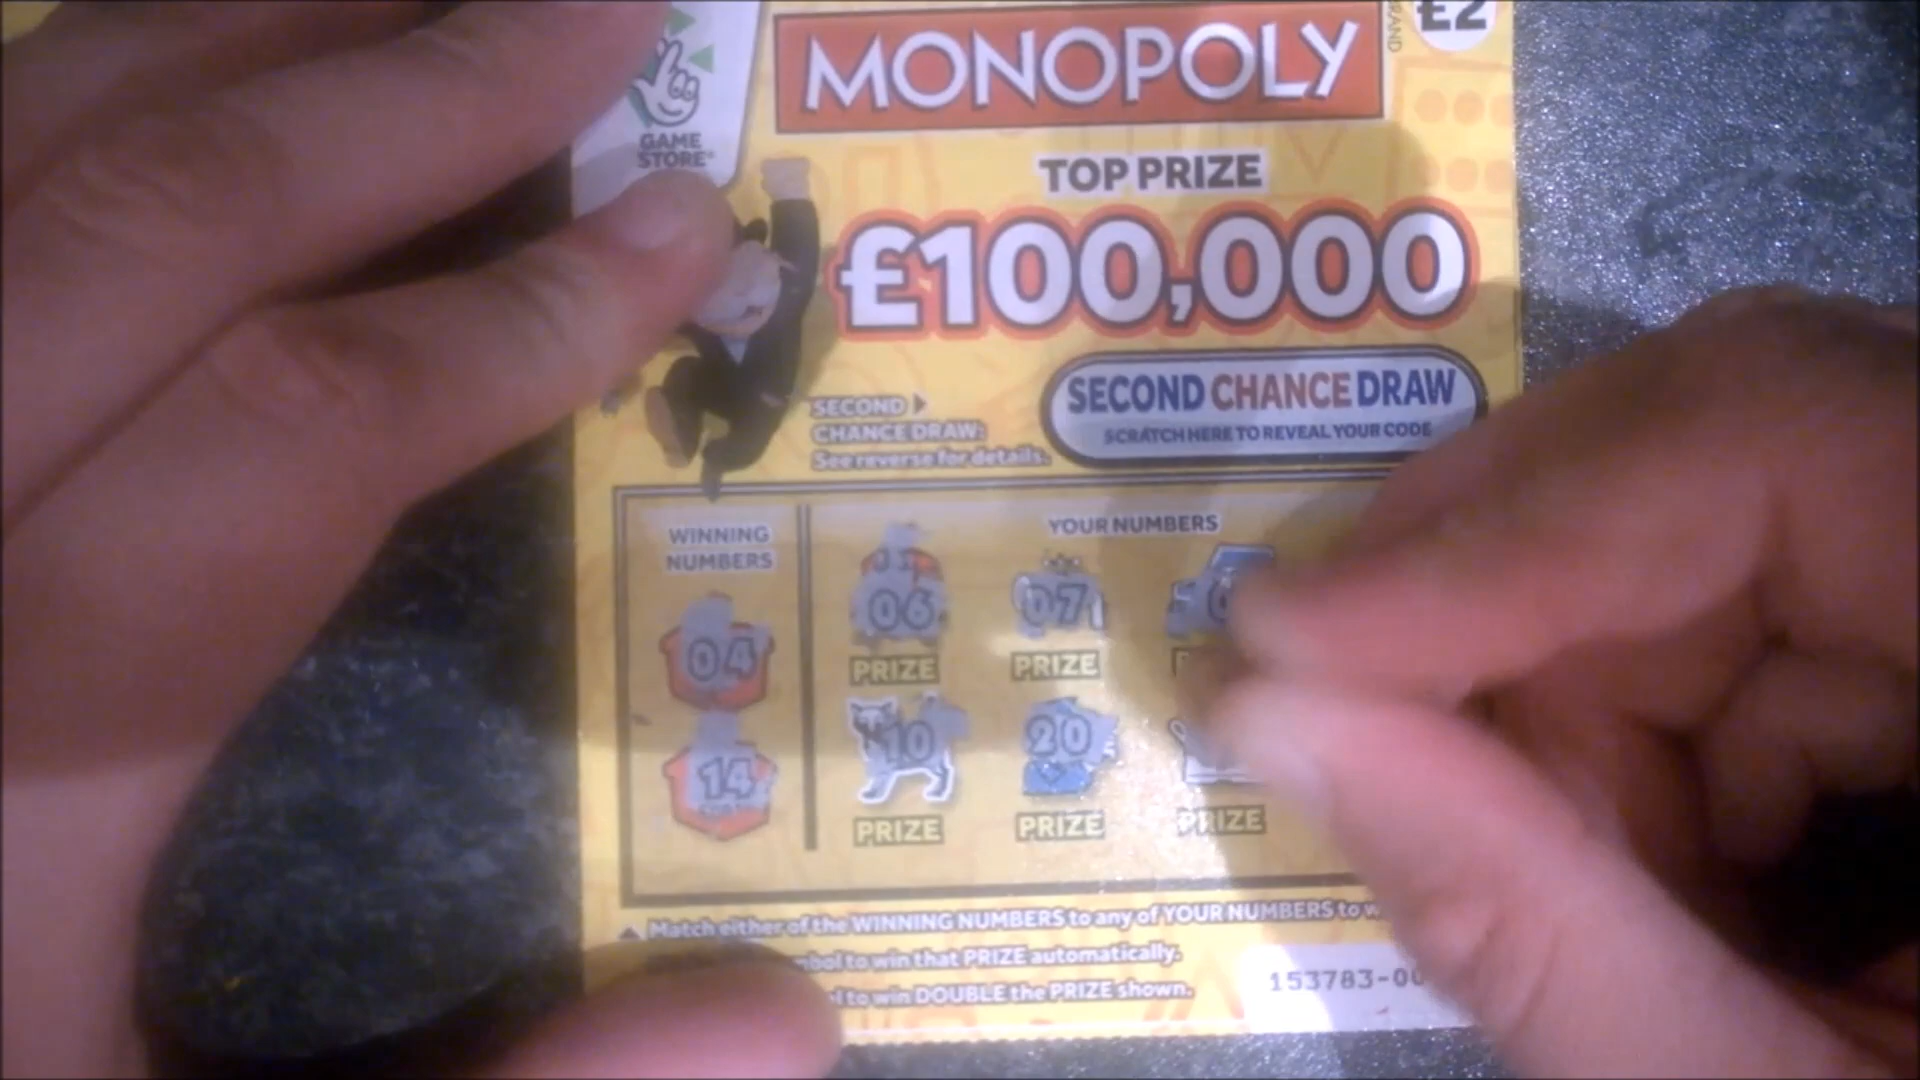 GAME
STORE
MONOPOLY
£2
TOP PRIZE
£100,000
SECOND
CHANCE DRAW:
See reverse for details.
SECOND CHANCE DRAW
SCRATCH HERE TO REVEAL YOUR CODE
WINNING
NUMBERS
04
14
YOUR NUMBERS
06 07
PRIZE PRIZE
10 20
PRIZE PRIZE PRIZE
Match either of the WINNING NUMBERS to any of YOUR NUMBERS to
to win that PRIZE automatically.
to win DOUBLE the PRIZE shown.
153783-0